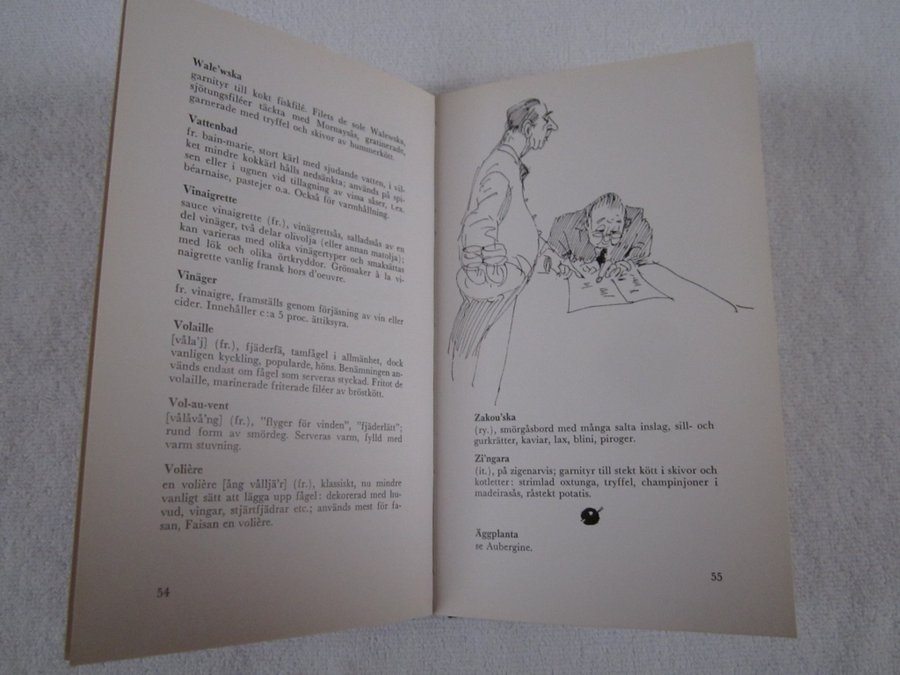 Wale'wska
garnityr till kokt fiskfilé. Filets de sole Walewska,
sjötungsfiléer täckta med Mornaysås, gratinerade,
garnerade med tryffel och skivor av hummerkött.
Vattenbad
fr. bain-marie, stort kärl med sjudande vatten, i vil-
ket mindre kokkärl hålls nedsänkta; används på spi-
sen eller i ugnen vid tillagning av vissa såser, t.ex.
béarnaise, pastejer o.a. Också för varmhållning.
Vinaigrette
sauce vinaigrette (fr.), vinägrettsås, salladssås av en
del vinäger, två delar olivolja (eller annan matolja);
kan varieras med olika vinägertyper och smaksättas
med lök och olika örtkryddor. Grönsaker à la vi-
naigrette vanlig fransk hors d'oeuvre.
Vinäger
fr. vinaigre, framställs genom förjäsning av vin eller
cider. Innehåller c:a 5 proc. ättiksyra.
Volaille
[våla'j] (fr.), fjäderfä, tamfågel i allmänhet, dock
vanligen kyckling, popularde, höns. Benämningen an-
vänds endast om fågel som serveras styckad. Fritot de
volaille, marinerade friterade filéer av bröstkött.
Vol-au-vent
[vålåvå'ng] (fr.), "flyger för vinden", "fjäderlätt";
rund form av smördeg. Serveras varm, fylld med
varm stuvning.
Volière
en volière [ång vålljä'r] (fr.), klassiskt, nu mindre
vanligt sätt att lägga upp fågel: dekorerad med hu-
vud, vingar, stjärtfjädrar etc.; används mest för fa-
san, Faisan en volière.
54
Zakou'ska
(ry.), smörgåsbord med många salta inslag, sill- och
gurkrätter, kaviar, lax, blini, piroger.
Zi'ngara
(it.), på zigenarvis; garnityr till stekt kött i skivor och
kotletter: strimlad oxtunga, tryffel, champinjoner i
madeirasås, råstekt potatis.
Äggplanta
se Aubergine.
55